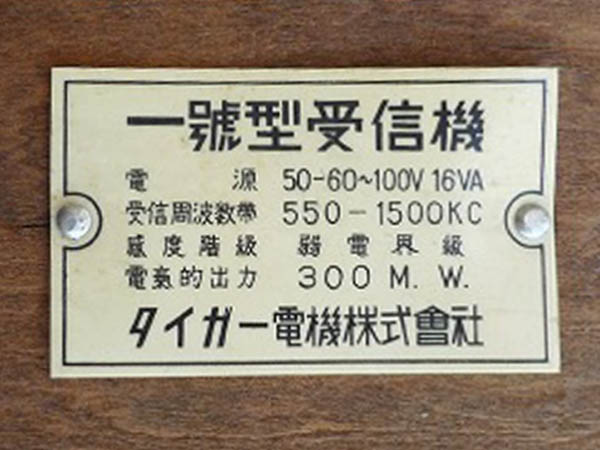 一號型受信機
電源 50-60~100V 16VA
受信周波数帶 550-1500KC
感度階級 弱電界級
電氣的出力 300 M. W.
タイガー電機株式會社